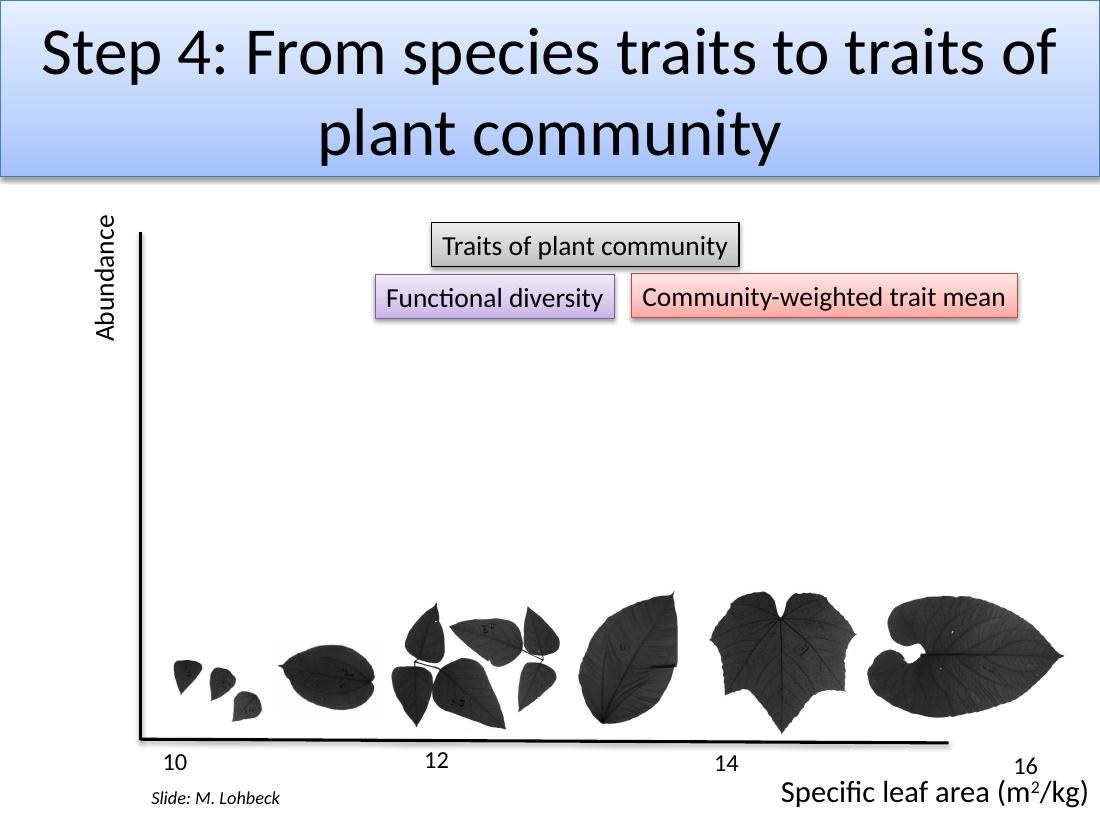 Step 4: From species traits to traits of
plant community
Abundance
Traits of plant community
Functional diversity
Community-weighted trait mean
10
12
14
16
Specific leaf area (m²/kg)
Slide: M. Lohbeck